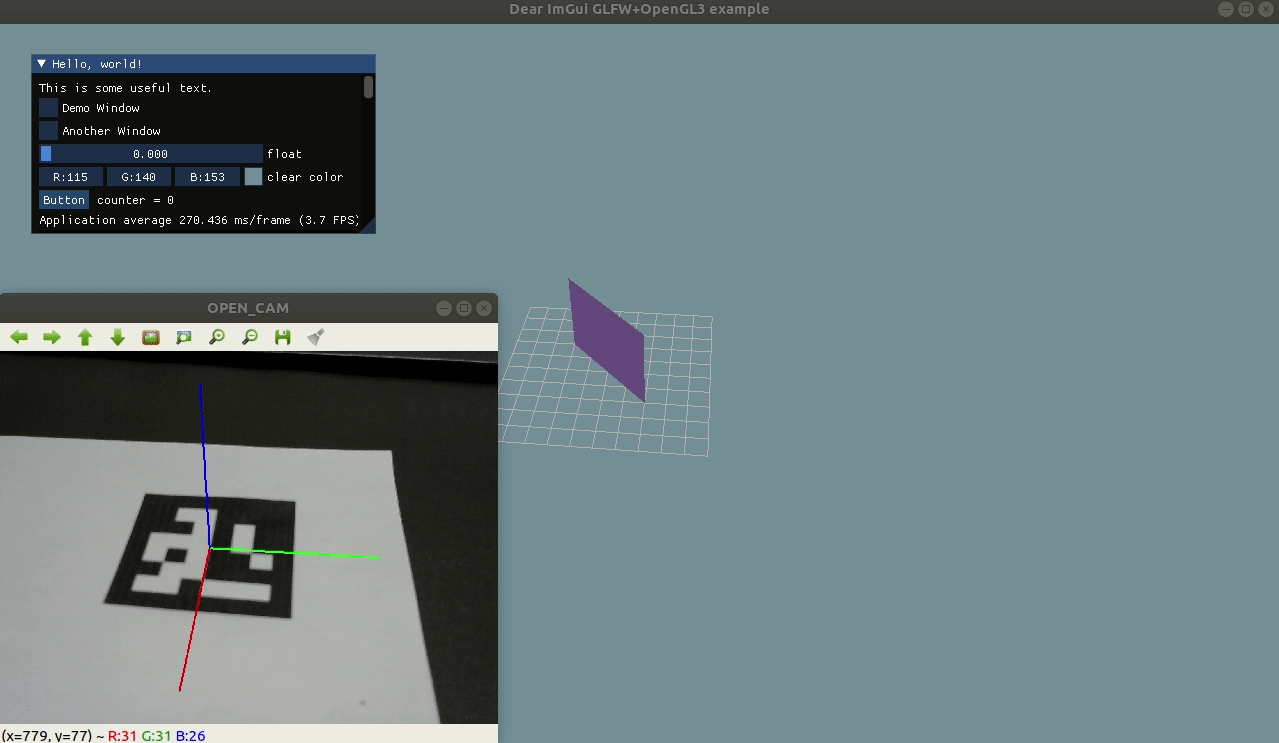 Dear ImGui GLFW+OpenGL3 example
Hello, world!
This is some useful text.
Demo Window
Another Window
0.000 float
R:115 G:140 B:153 clear color
Button counter = 0
Application average 270.436 ms/frame (3.7 FPS)
OPEN_CAM
(x=779, y=77) ~ R:31 G:31 B:26